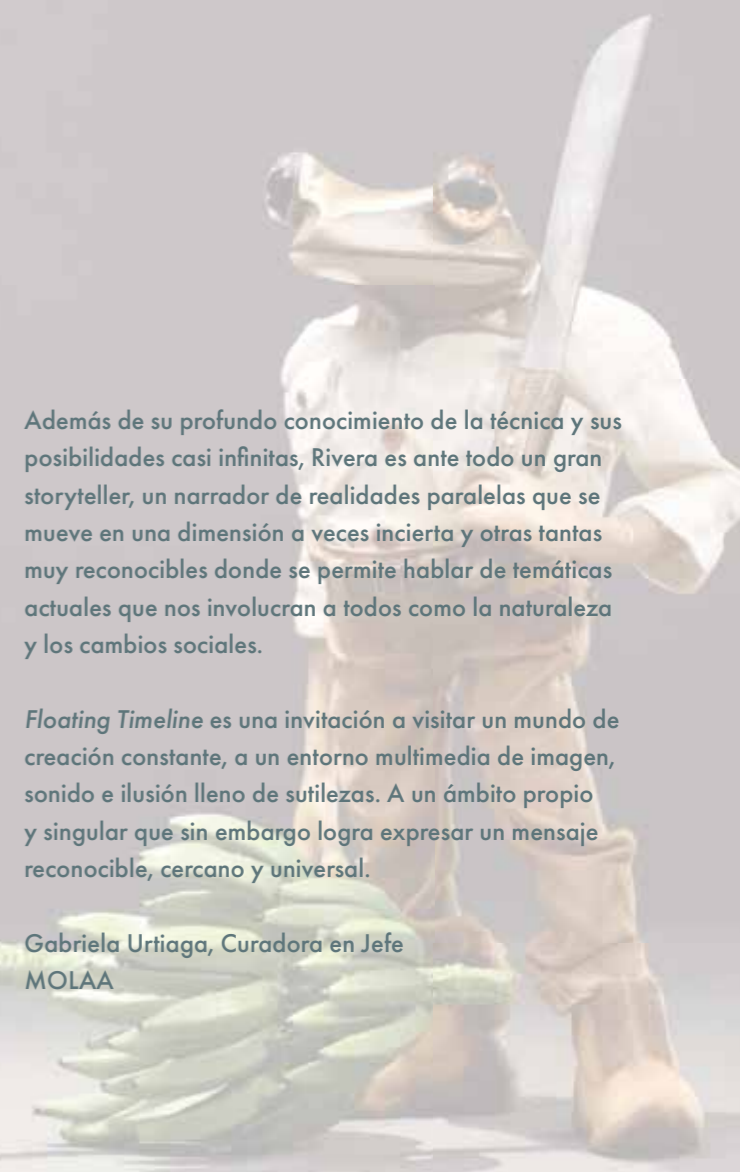 Además de su profundo conocimiento de la técnica y sus
posibilidades casi infinitas, Rivera es ante todo un gran
storyteller, un narrador de realidades paralelas que se
mueve en una dimensión a veces incierta y otras tantas
muy reconocibles donde se permite hablar de temáticas
actuales que nos involucran a todos como la naturaleza
y los cambios sociales.
Floating Timeline es una invitación a visitar un mundo de
creación constante, a un entorno multimedia de imagen,
sonido e ilusión lleno de sutilezas. A un ámbito propio
y singular que sin embargo logra expresar un mensaje
reconocible, cercano y universal.
Gabriela Urtiaga, Curadora en Jefe
MOLAA